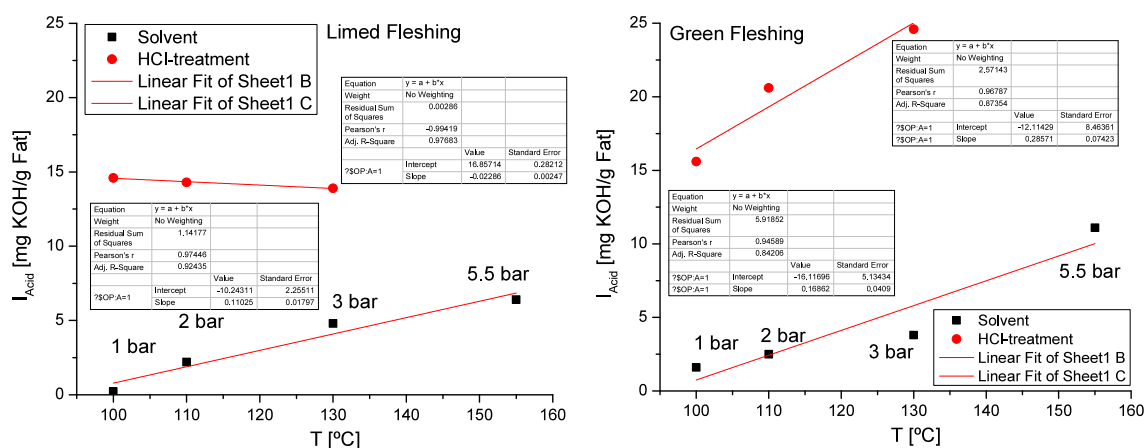 Limed Fleshing
Solvent
HCl-treatment
Linear Fit of Sheet1 B
Linear Fit of Sheet1 C
Equation y = a + b*x
Weight No Weighting
Residual Sum of Squares 0.00286
Pearson's r -0.99419
Adj. R-Square 0.97683
Value Standard Error
?$OP:A=1 Intercept 16.85714 0.28212
Slope -0.02286 0.00247
Equation y = a + b*x
Weight No Weighting
Residual Sum of Squares 1.14177
Pearson's r 0.97446
Adj. R-Square 0.92435
Value Standard Error
?$OP:A=1 Intercept -10.24311 2.25511
Slope 0.11025 0.01797
1 bar
2 bar
3 bar
5.5 bar
25
20
15
10
5
0
I Acid [mg KOH/g Fat]
100 110 120 130 140 150 160
T [ºC]
Green Fleshing
Equation y = a + b*x
Weight No Weighting
Residual Sum of Squares 2.57143
Pearson's r 0.96787
Adj. R-Square 0.87354
Value Standard Error
?$OP:A=1 Intercept -12.11429 8.46361
?$OP:A=1 Slope 0.28571 0.07423
Equation y = a + b*x
Weight No Weighting
Residual Sum of Squares 5.91852
Pearson's r 0.94589
Adj. R-Square 0.84206
Value Standard Error
?$OP:A=1 Intercept -16,11696 5,13434
?$OP:A=1 Slope 0,16862 0,0409
1 bar
2 bar
3 bar
5.5 bar
Solvent
HCl-treatment
Linear Fit of Sheet1 B
Linear Fit of Sheet1 C
25
20
15
10
5
0
I Acid [mg KOH/g Fat]
100 110 120 130 140 150 160
T [ºC]